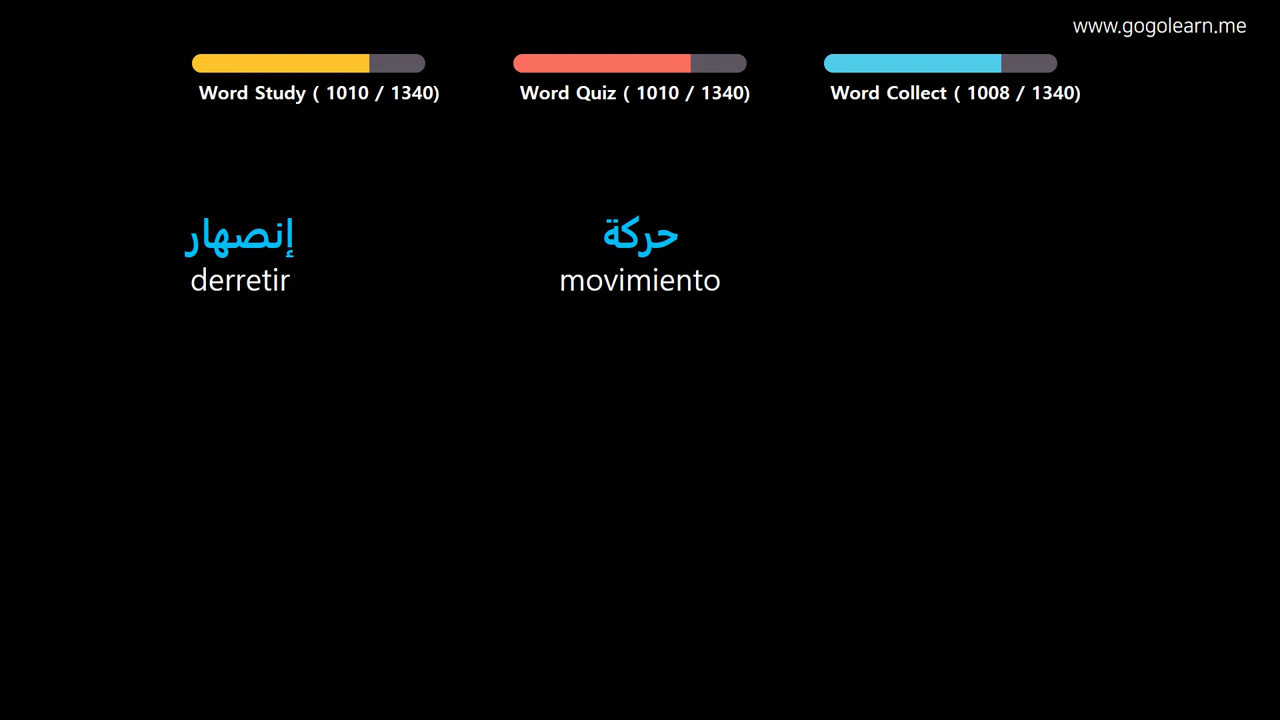 www.gogolearn.me
Word Study ( 1010 / 1340)
Word Quiz ( 1010 / 1340)
Word Collect ( 1008 / 1340)
إنصهار
derretir
حركة
movimiento